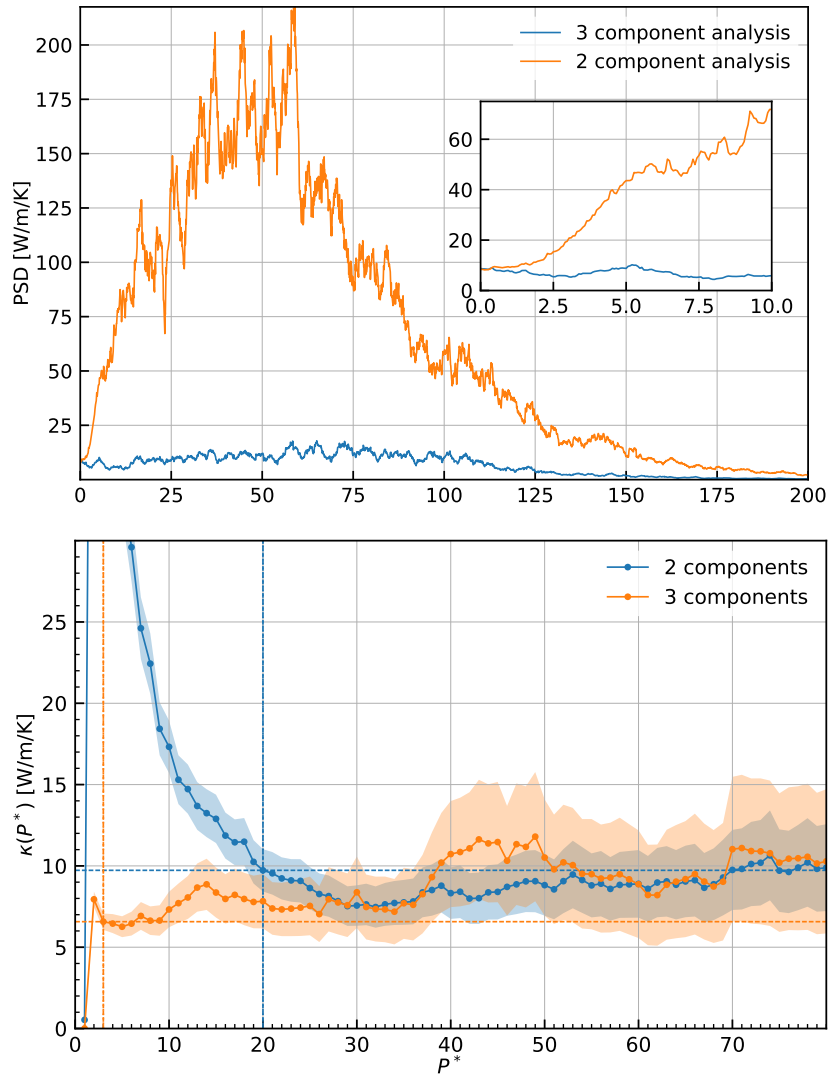 PSD [W/m/K]
200
175
150
125
100
75
50
25
3 component analysis
2 component analysis
60
40
20
0
0.0 2.5 5.0 7.5 10.0
0 25 50 75 100 125 150 175 200
κ(P*) [W/m/K]
25
20
15
10
5
0
2 components
3 components
0 10 20 30 40 50 60 70
P*